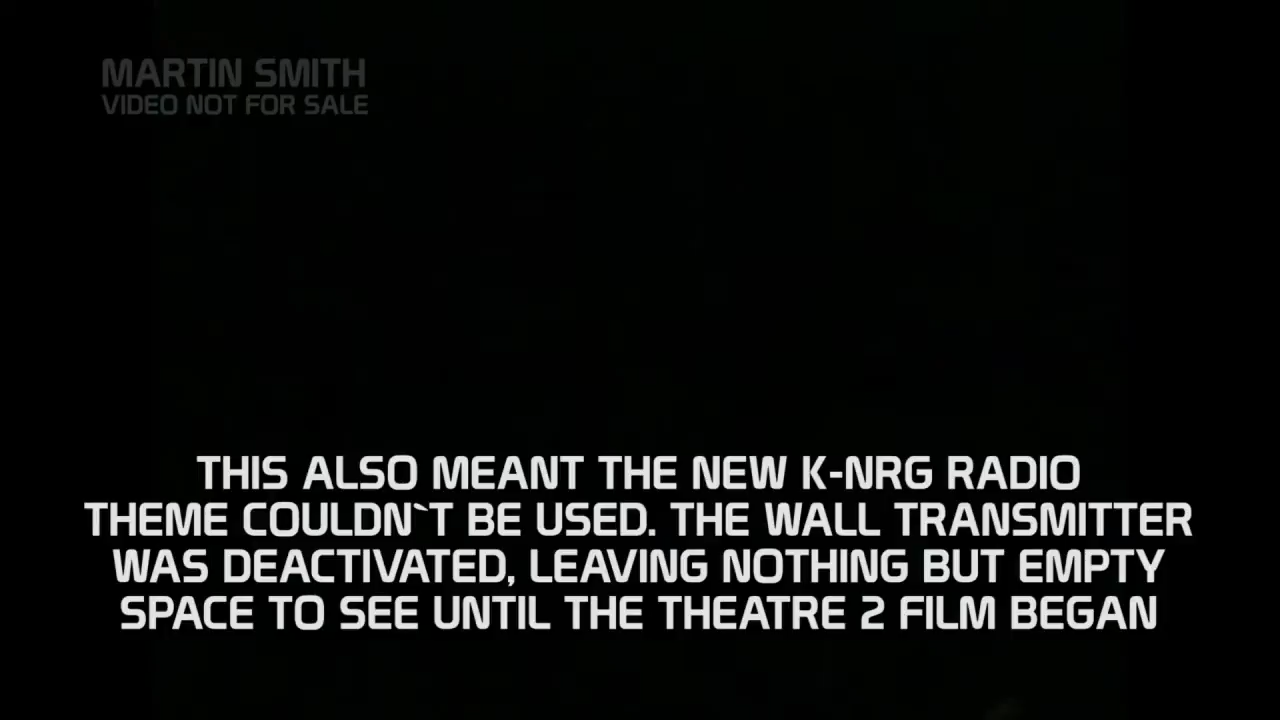 MARTIN SMITH
VIDEO NOT FOR SALE
THIS ALSO MEANT THE NEW K-NRG RADIO
THEME COULDN`T BE USED. THE WALL TRANSMITTER
WAS DEACTIVATED, LEAVING NOTHING BUT EMPTY
SPACE TO SEE UNTIL THE THEATRE 2 FILM BEGAN